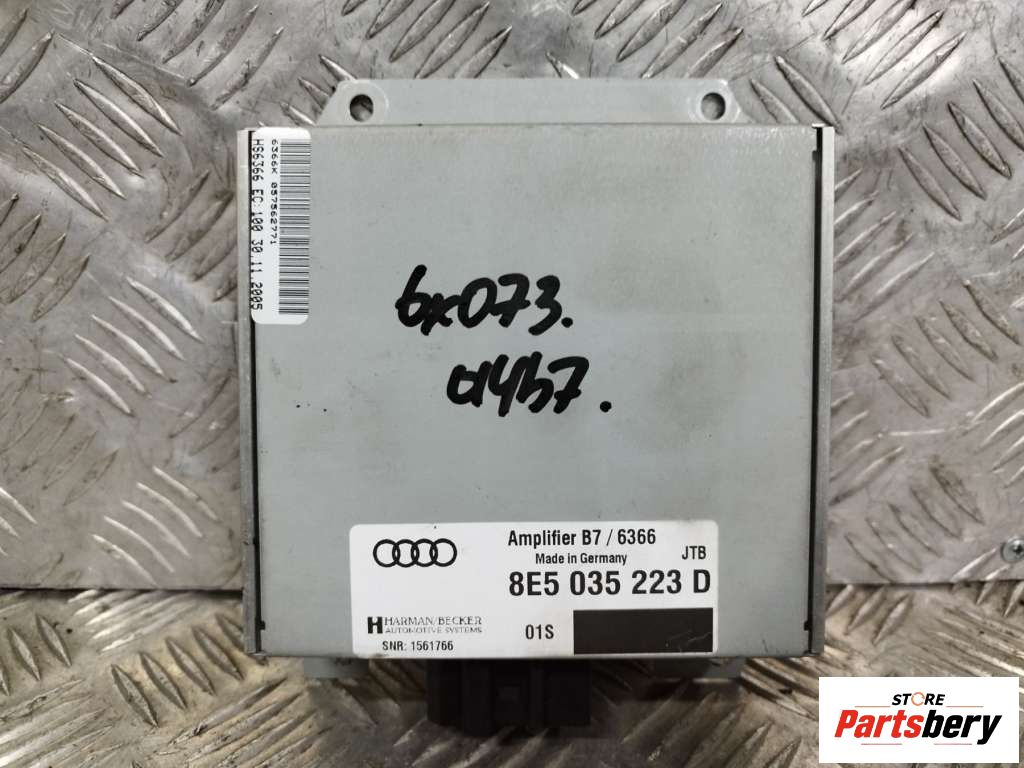 6366K 057562771
HS6366 EC:100 30.11.2005
6x073.
a4b7.
Amplifier B7 / 6366
Made in Germany
JTB
8E5 035 223 D
HARMAN/BECKER
AUTOMOTIVE SYSTEMS
01S
SNR: 1561766
STORE
Partsbery